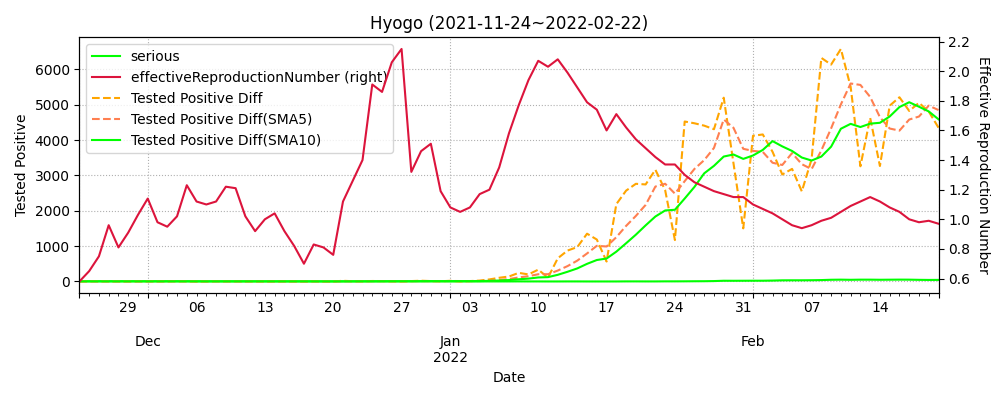 Hyogo (2021-11-24~2022-02-22)
serious
effectiveReproductionNumber (right)
Tested Positive Diff
Tested Positive Diff(SMA5)
Tested Positive Diff(SMA10)
Tested Positive
6000
5000
4000
3000
2000
1000
0
2.2
2.0
1.8
1.6
1.4
1.2
1.0
0.8
0.6
Effective Reproduction Number
29 06 13 20 27 03 10 17 24 31 07 14
Dec Jan Feb
2022
Date